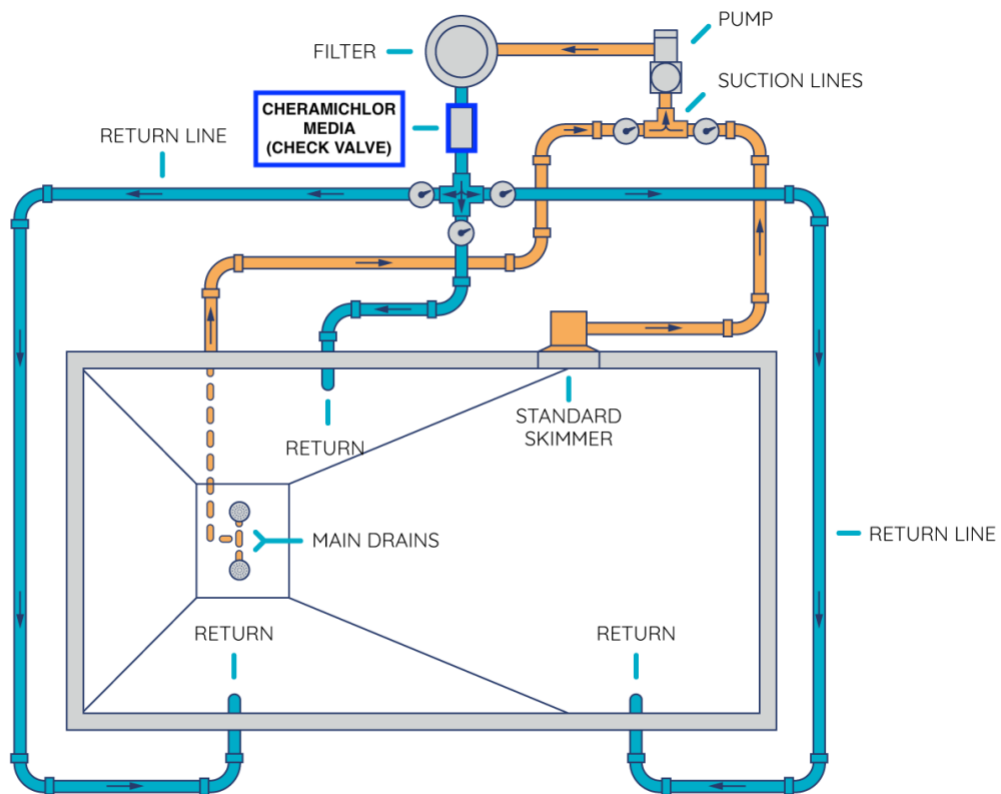 PUMP
FILTER
SUCTION LINES
CHERAMICHLOR
MEDIA
(CHECK VALVE)
RETURN LINE
STANDARD
SKIMMER
RETURN
RETURN LINE
MAIN DRAINS
RETURN
RETURN